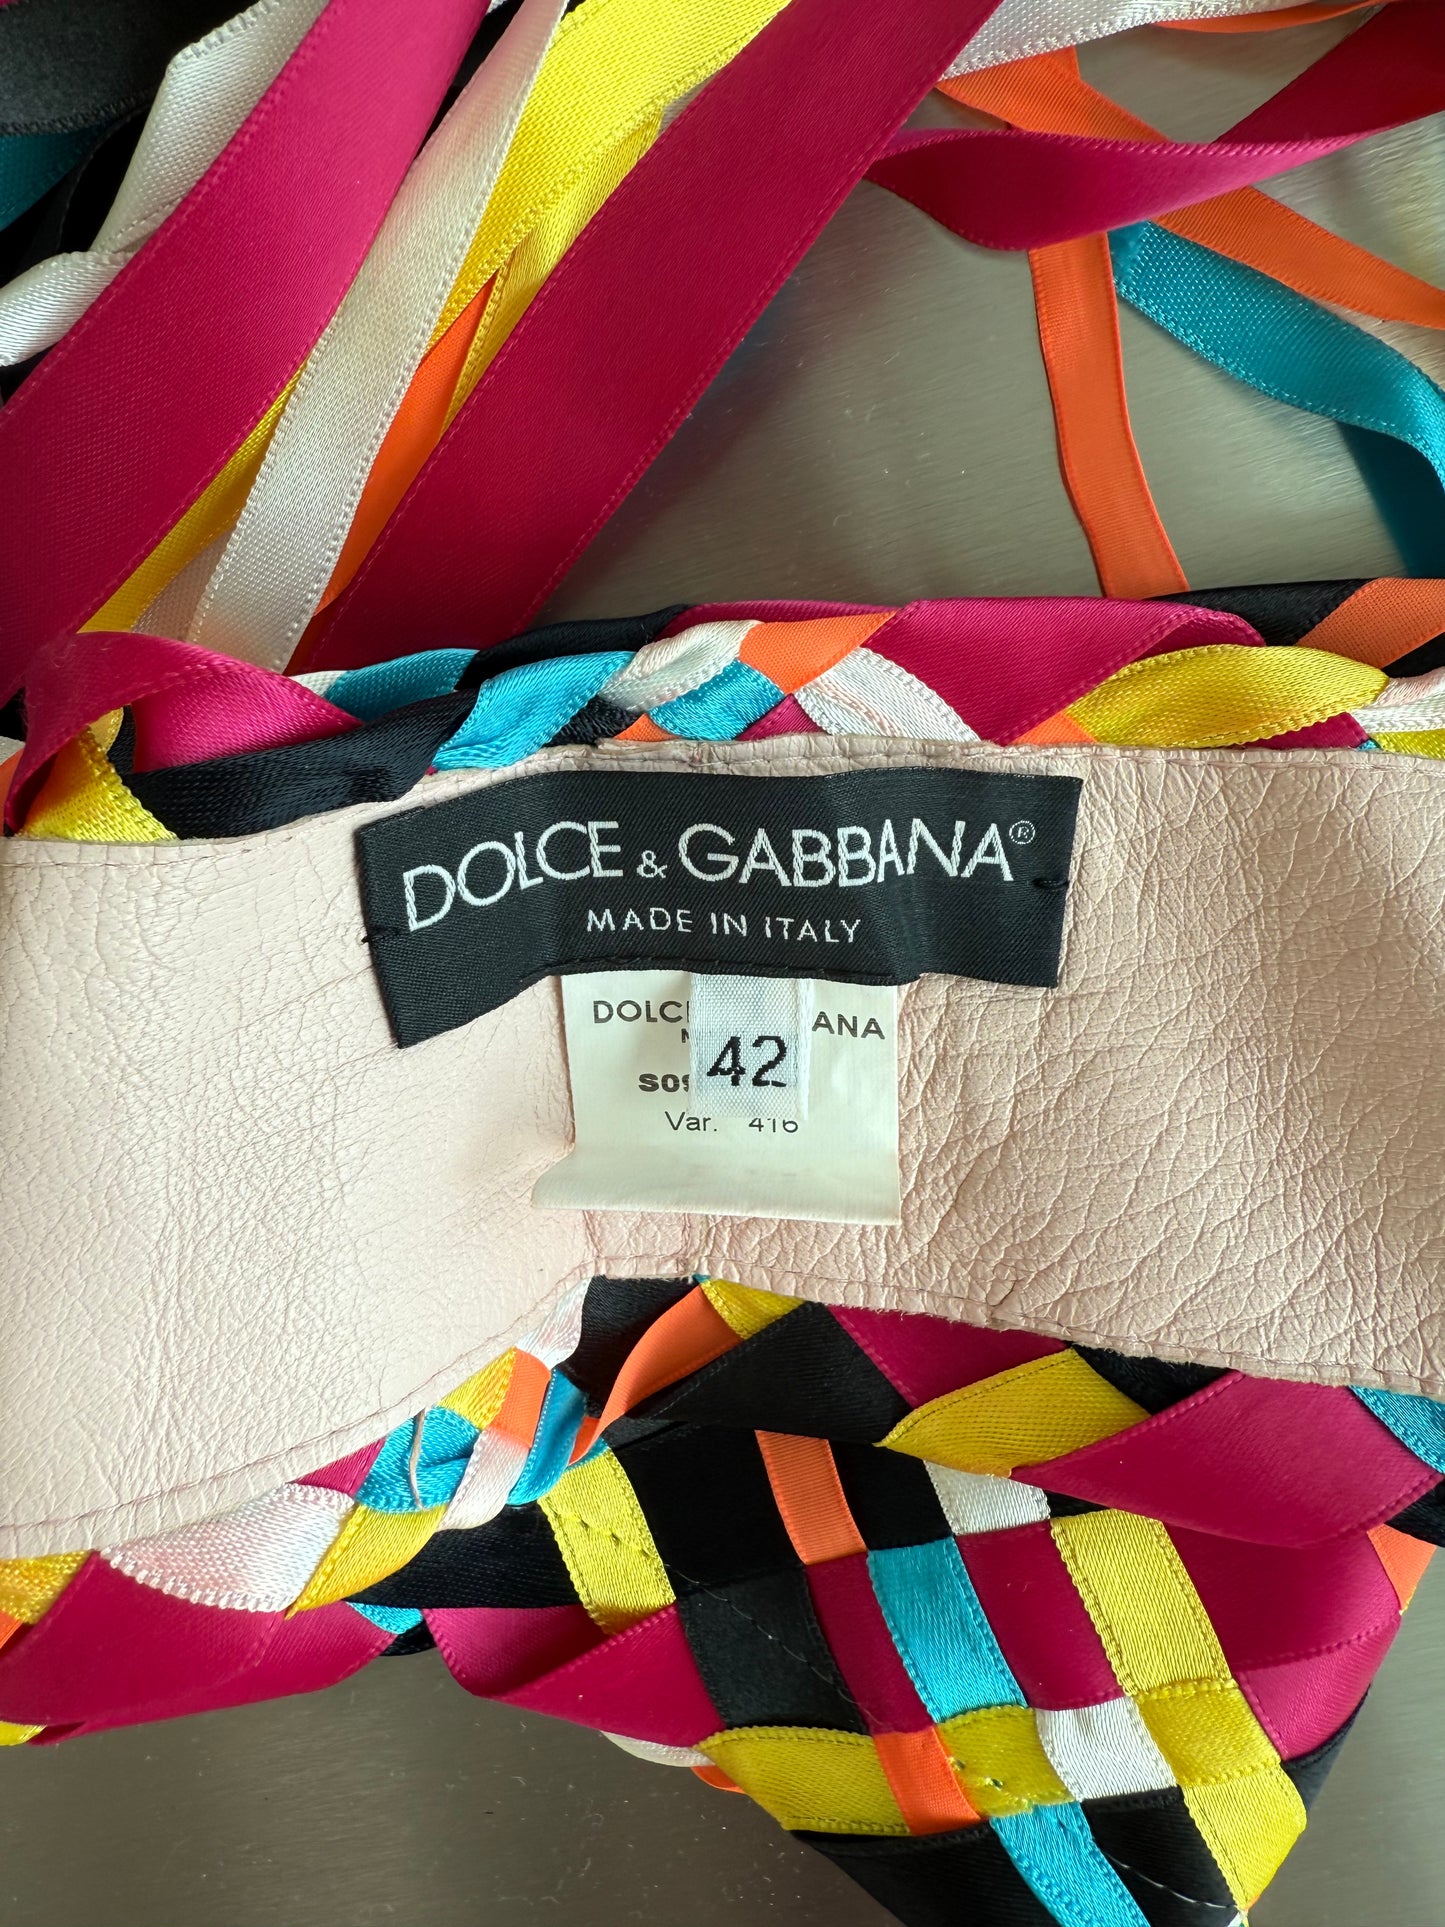 DOLCE & GABBANA®
MADE IN ITALY
42
Var. 416